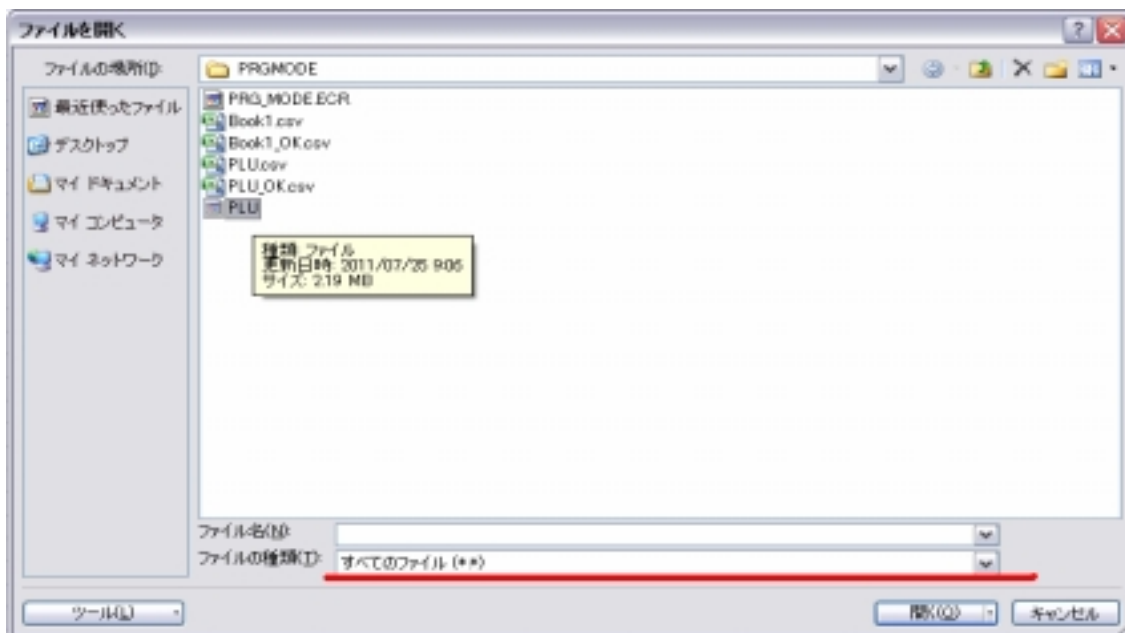 ファイルを開く
ファイルの場所(I):
PRGMODE
最近使ったファイル
デスクトップ
マイ ドキュメント
マイ コンピュータ
マイ ネットワーク
PRG_MODE.ECR
Book1.csv
Book1_OK.csv
PLU.csv
PLU_OK.csv
PLU
種類: ファイル
更新日時: 2011/07/25 9:05
サイズ: 2.19 MB
ファイル名(N):
ファイルの種類(T):
すべてのファイル (*.*)
ツール(L)
開く(O)
キャンセル